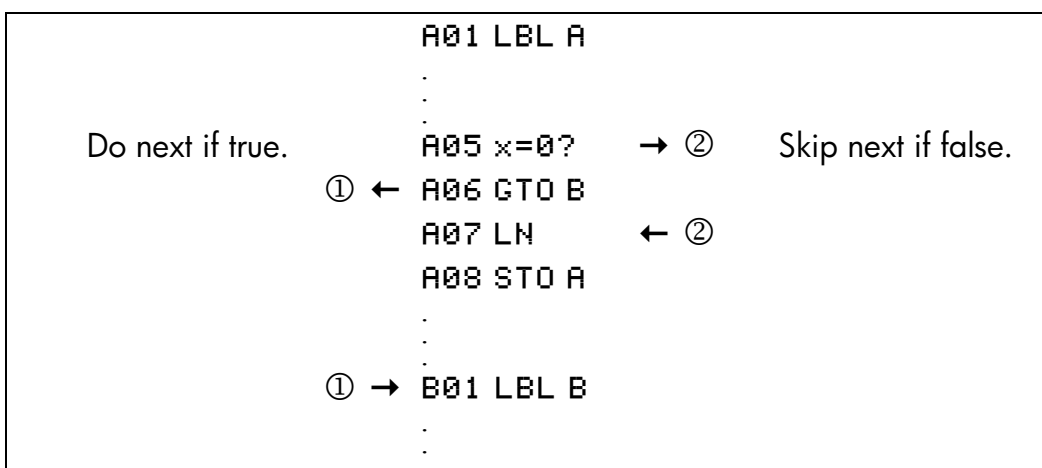 A01 LBL A
.
.
.
Do next if true. A05 x=0? → ② Skip next if false.
① ← A06 GTO B
A07 LN ← ②
A08 STO A
.
.
.
① → B01 LBL B
.
.